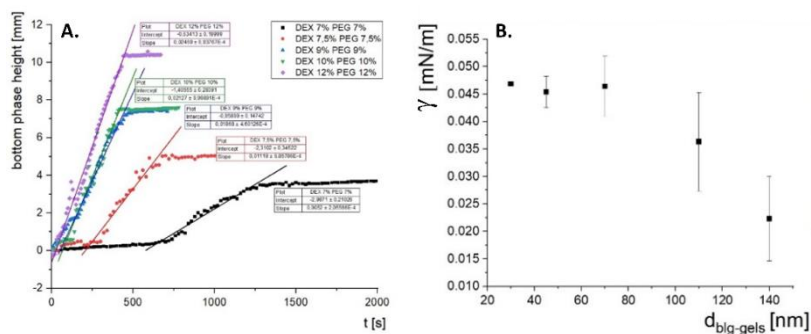 A.
bottom phase height [mm]
12
10
8
6
4
2
0
-2
0
500
1000
1500
2000
t [s]
DEX 7% PEG 7%
DEX 7,5% PEG 7,5%
DEX 9% PEG 9%
DEX 10% PEG 10%
DEX 12% PEG 12%
Plot DEX 12% PEG 12%
Intercept
Slope
Plot DEX 10% PEG 10%
Intercept
Slope
Plot DEX 9% PEG 9%
Intercept
Slope
Plot DEX 7,5% PEG 7,5%
Intercept
Slope
Plot DEX 7% PEG 7%
Intercept
Slope
B.
γ [mN/m]
0.055
0.050
0.045
0.040
0.035
0.030
0.025
0.020
0.015
0.010
20
40
60
80
100
120
140
d blg-gels [nm]